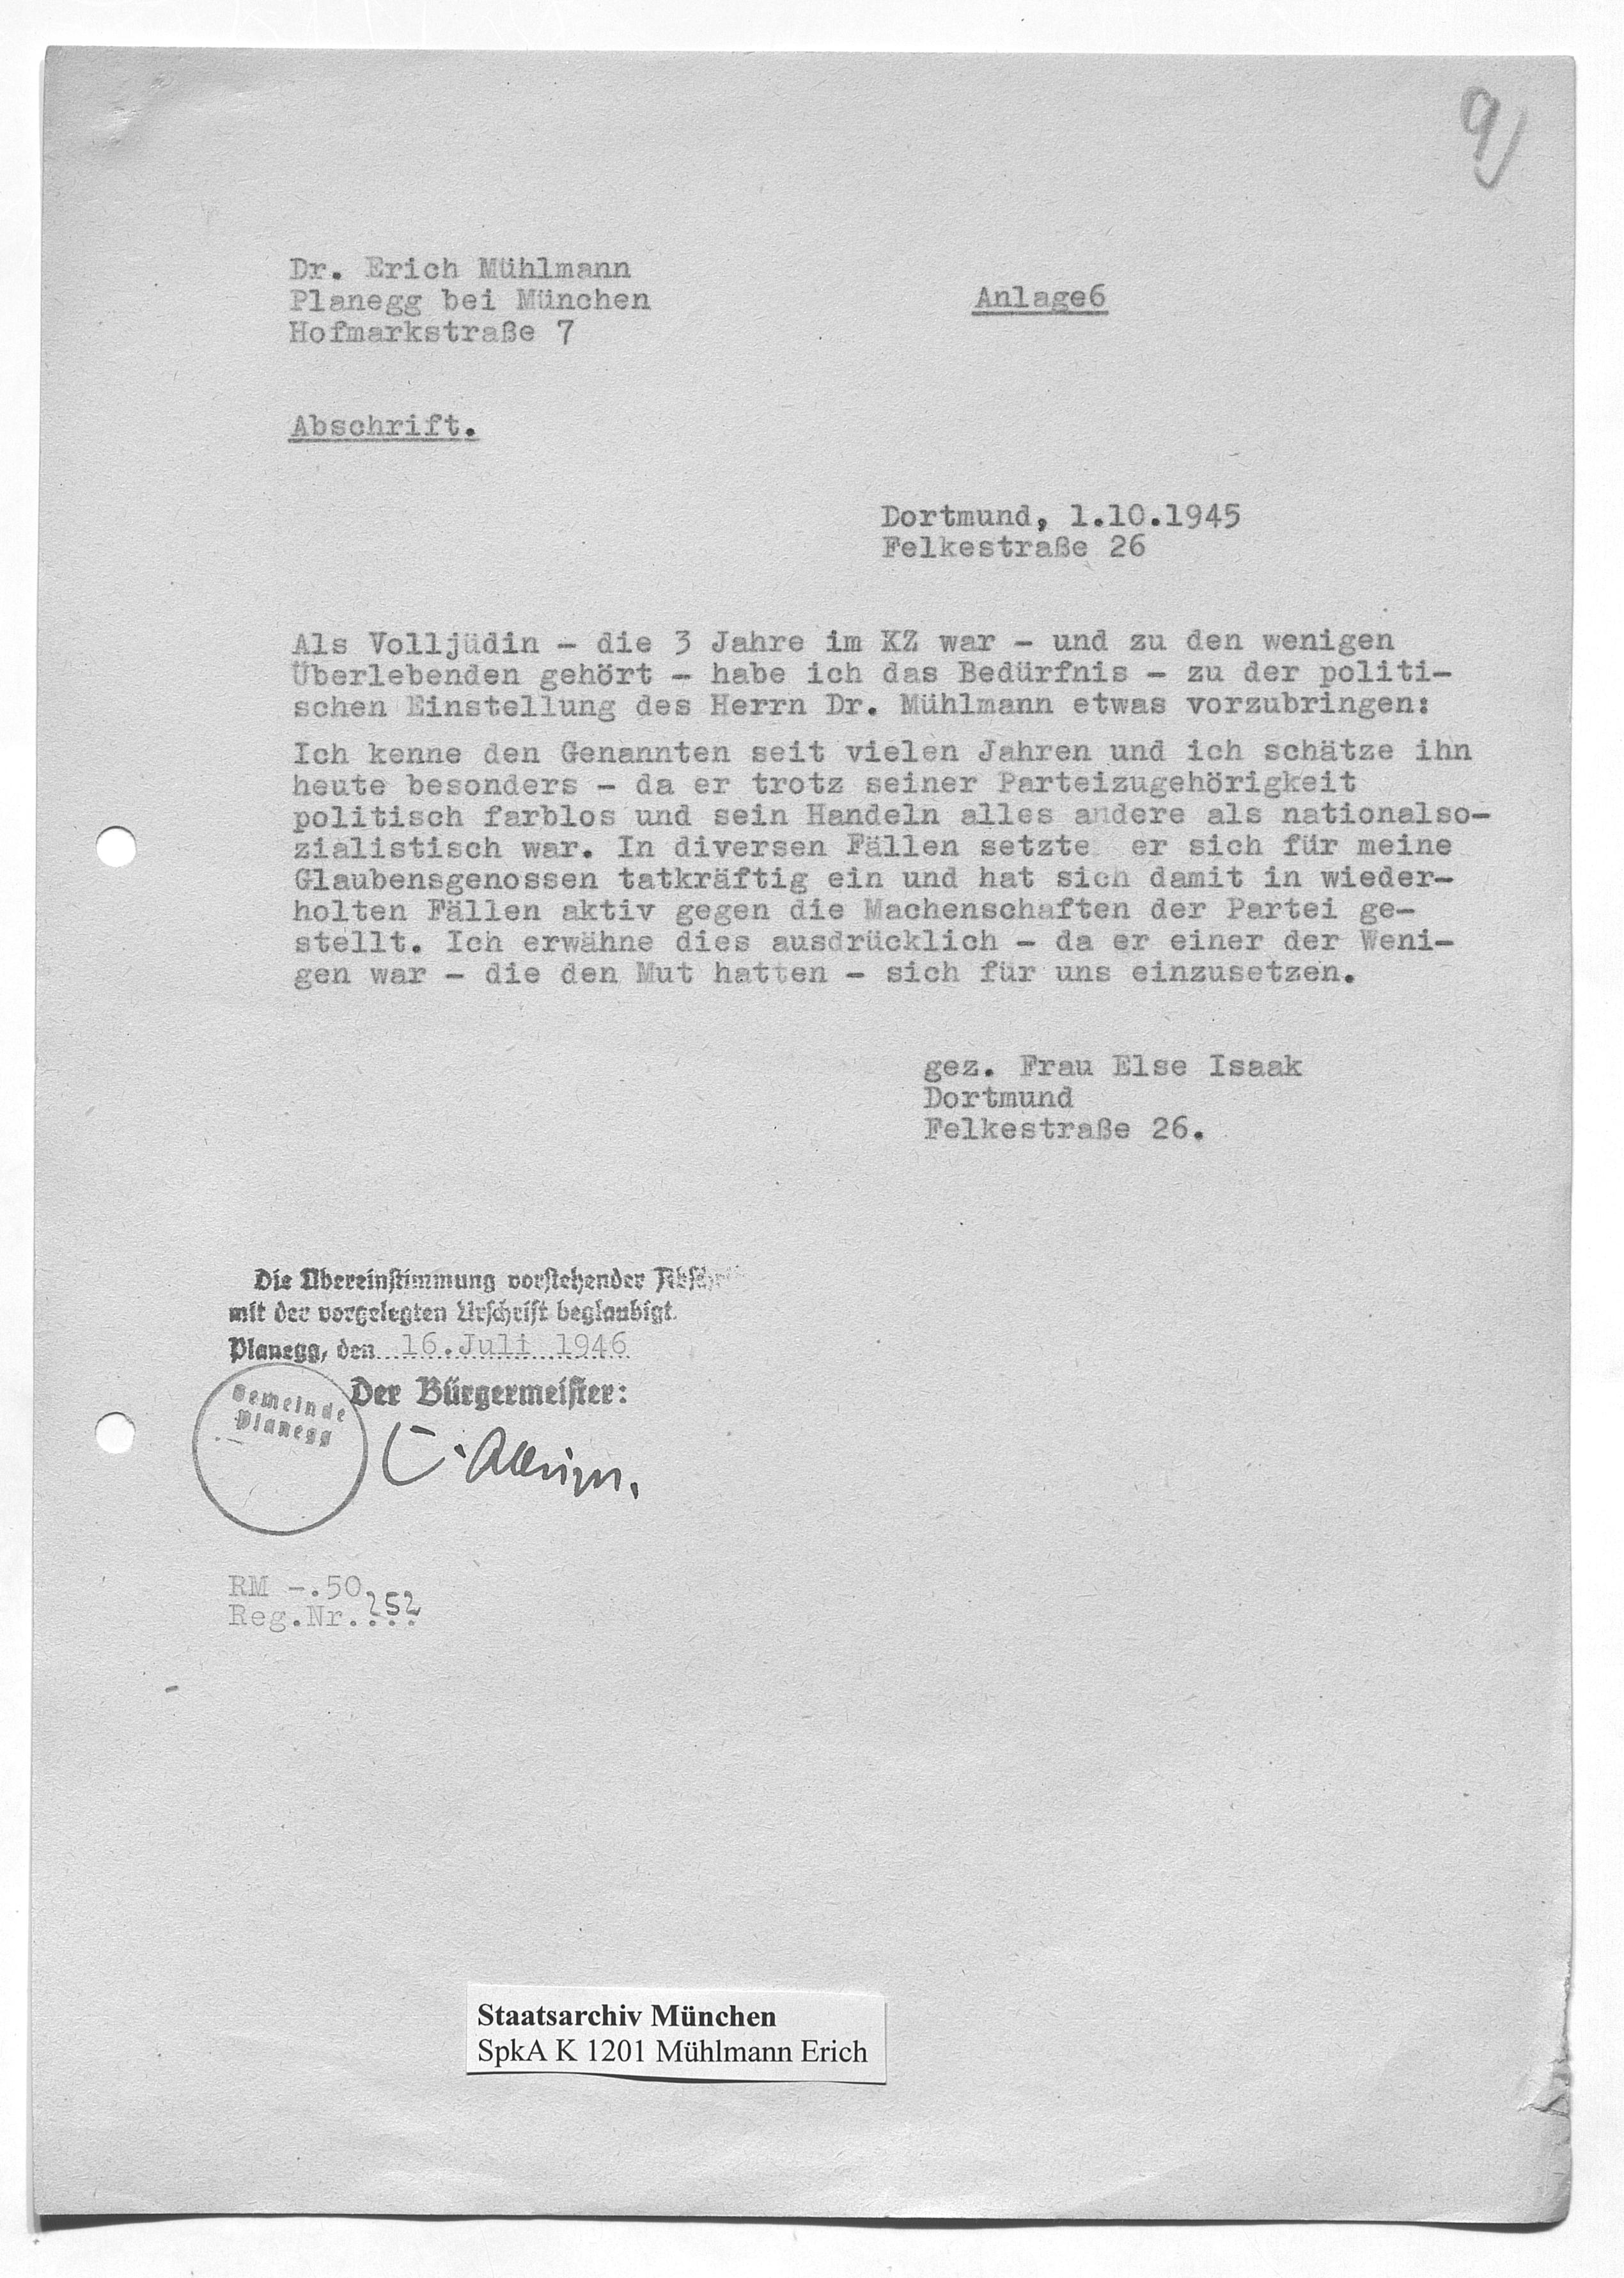 9
Dr. Erich Mühlmann
Planegg bei München
Hofmarkstraße 7
Anlage6
Abschrift.
Dortmund, 1.10.1945
Felkestraße 26
Als Volljüdin – die 3 Jahre im KZ war – und zu den wenigen
Überlebenden gehört – habe ich das Bedürfnis – zu der politi-
schen Einstellung des Herrn Dr. Mühlmann etwas vorzubringen:
Ich kenne den Genannten seit vielen Jahren und ich schätze ihn
heute besonders – da er trotz seiner Parteizugehörigkeit
politisch farblos und sein Handeln alles andere als nationalso-
zialistisch war. In diversen Fällen setzte er sich für meine
Glaubensgenossen tatkräftig ein und hat sich damit in wieder-
holten Fällen aktiv gegen die Machenschaften der Partei ge-
stellt. Ich erwähne dies ausdrücklich – da er einer der Weni-
gen war – die den Mut hatten – sich für uns einzusetzen.
gez. Frau Else Isaak
Dortmund
Felkestraße 26.
Die Übereinstimmung vorstehender Abschrift
mit der vorgelegten Urschrift beglaubigt.
Planegg, den 16.Juli 1946
Der Bürgermeister:
Gemeinde
Planegg
RM –.50
Reg.Nr. 252
Staatsarchiv München
SpkA K 1201 Mühlmann Erich